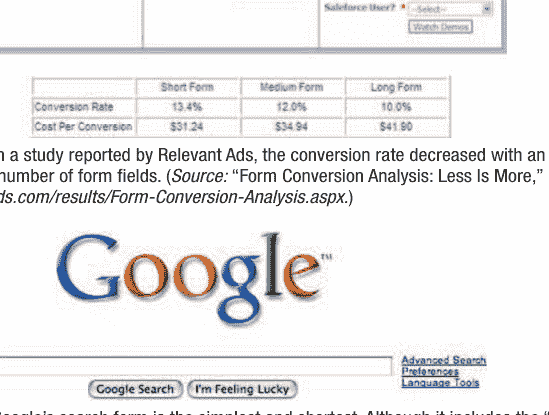 Saleforce User? * --Select--
Watch Demos
Short Form Medium Form Long Form
Conversion Rate 13.4% 12.0% 10.0%
Cost Per Conversion $31.24 $34.94 $41.90
n a study reported by Relevant Ads, the conversion rate decreased with an
number of form fields. (Source: “Form Conversion Analysis: Less Is More,”
ds.com/results/Form-Conversion-Analysis.aspx.)
Google™
Advanced Search
Preferences
Language Tools
Google Search I'm Feeling Lucky
Google's search form is the simplest and shortest. Although it includes the